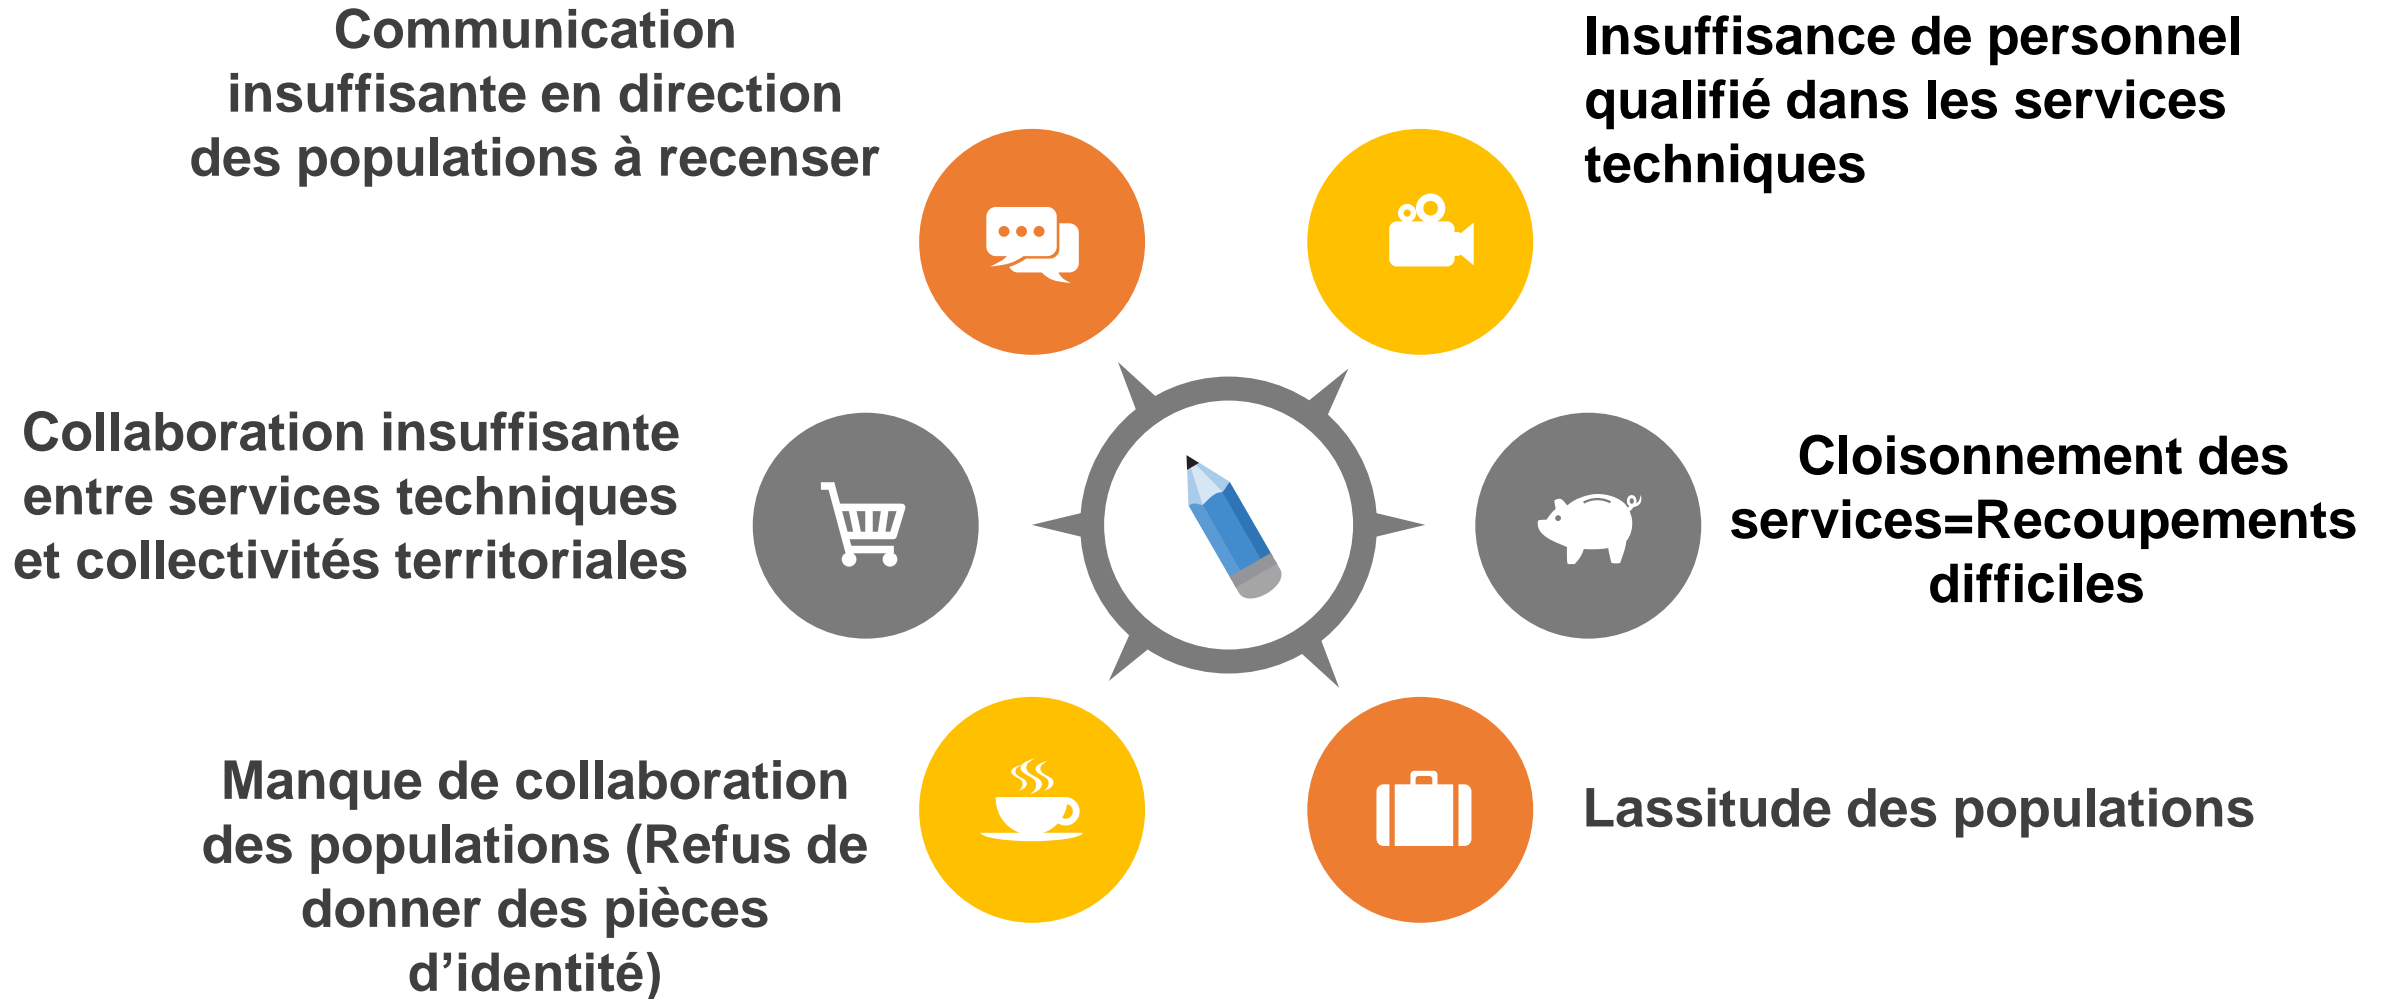 Communication
insuffisante en direction
des populations à recenser
Insuffisance de personnel
qualifié dans les services
techniques
Collaboration insuffisante
entre services techniques
et collectivités territoriales
Cloisonnement des
services=Recoupements
difficiles
Manque de collaboration
des populations (Refus de
donner des pièces
d’identité)
Lassitude des populations